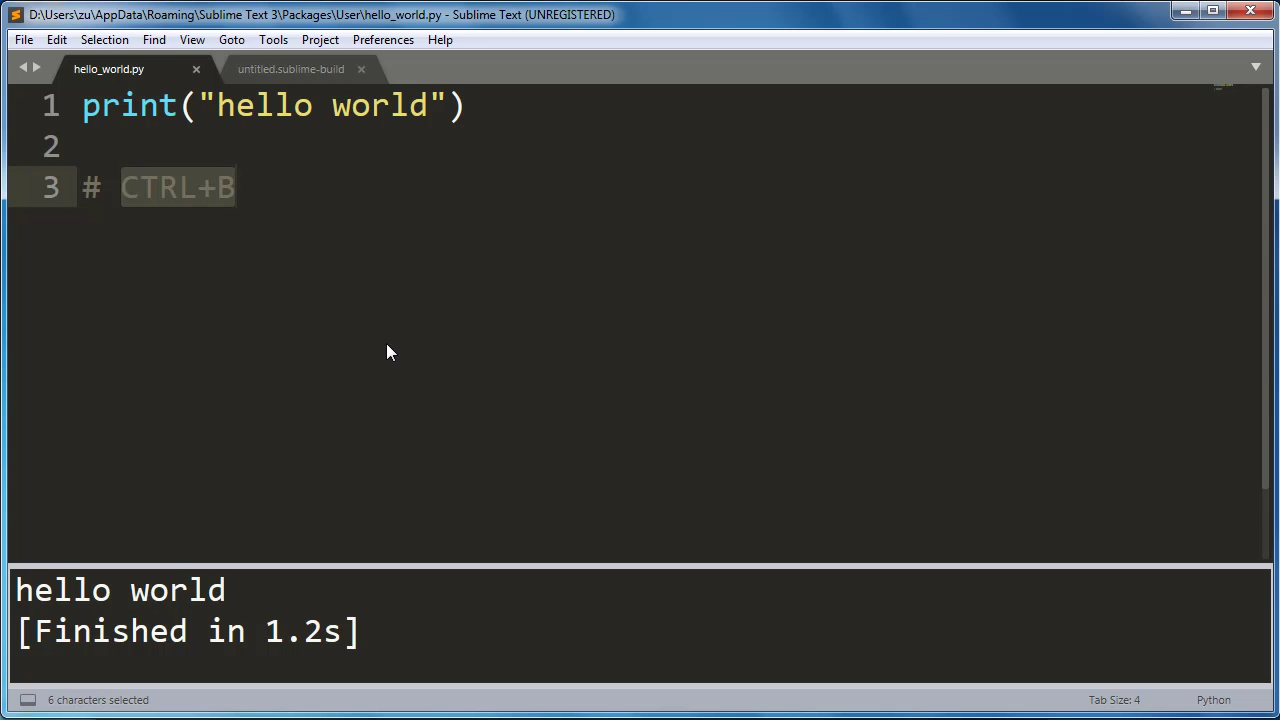 D:\Users\zu\AppData\Roaming\Sublime Text 3\Packages\User\hello_world.py - Sublime Text (UNREGISTERED)
File Edit Selection Find View Goto Tools Project Preferences Help
hello_world.py untitled.sublime-build
1 print("hello world")
2
3 # CTRL+B
hello world
[Finished in 1.2s]
6 characters selected Tab Size: 4 Python